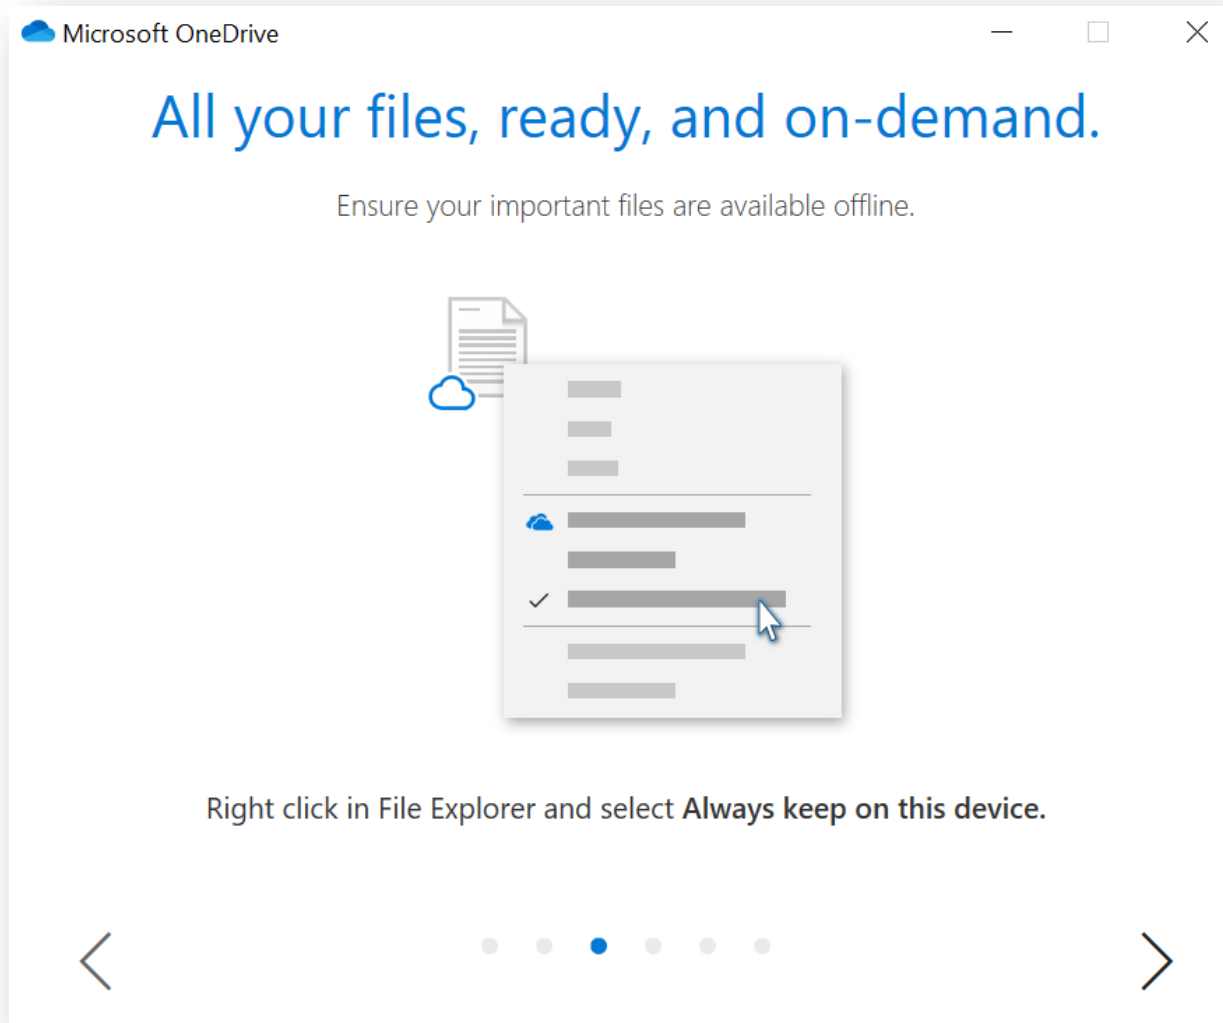 Microsoft OneDrive
All your files, ready, and on-demand.
Ensure your important files are available offline.
Right click in File Explorer and select Always keep on this device.